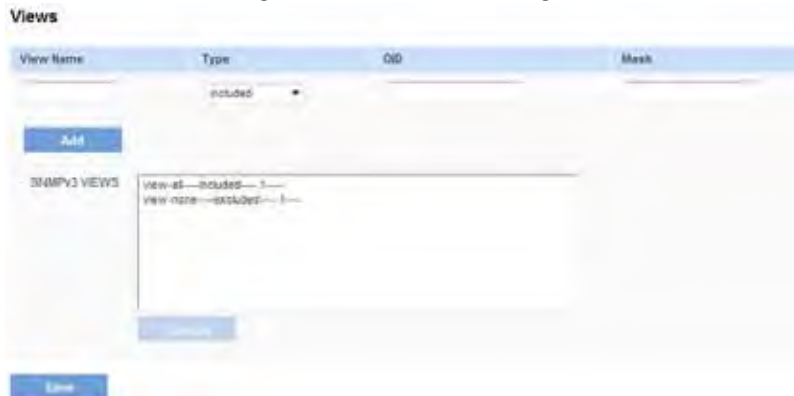 Views
View Name Type OID Mask
included
Add
SNMPv3 VIEWS
view-all----included----.1----
view-none----excluded----.1----
Save